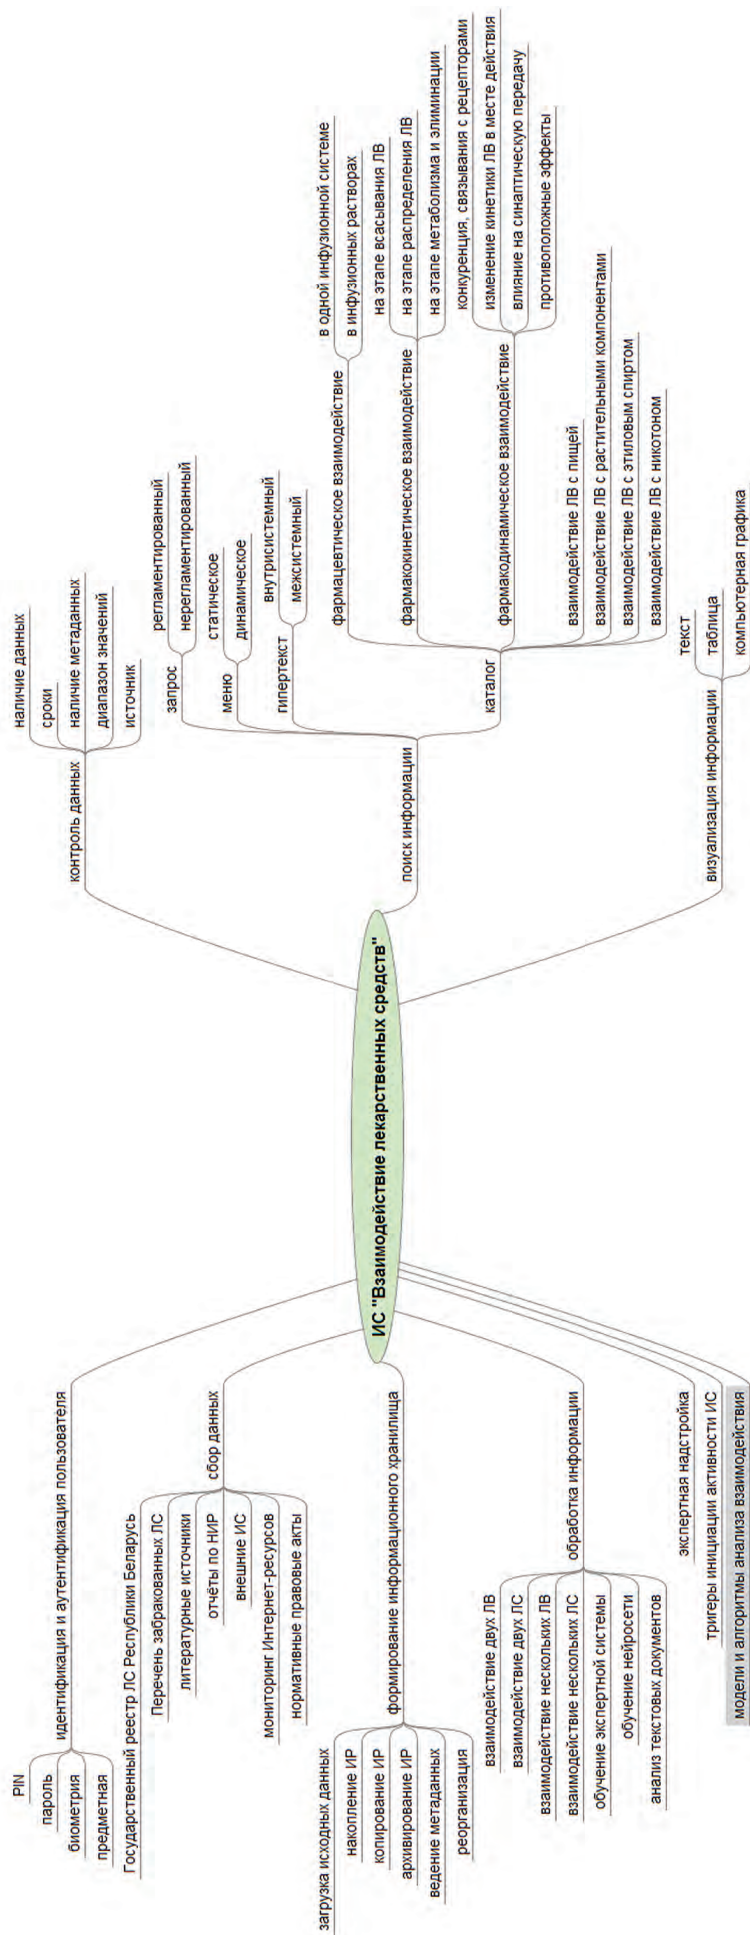 ИС "Взаимодействие лекарственных средств"
идентификация и аутентификация пользователя
PIN
пароль
биометрия
предметная
сбор данных
Государственный реестр ЛС Республики Беларусь
Перечень забракованных ЛС
литературные источники
отчёты по НИР
внешние ИС
мониторинг Интернет-ресурсов
нормативные правовые акты
формирование информационного хранилища
загрузка исходных данных
накопление ИР
копирование ИР
архивирование ИР
ведение метаданных
реорганизация
обработка информации
взаимодействие двух ЛВ
взаимодействие двух ЛС
взаимодействие нескольких ЛВ
взаимодействие нескольких ЛС
обучение экспертной системы
обучение нейросети
анализ текстовых документов
экспертная надстройка
тригеры инициации активности ИС
модели и алгоритмы анализа взаимодействия
контроль данных
наличие данных
сроки
наличие метаданных
диапазон значений
источник
поиск информации
запрос
регламентированный
нерегламентированный
меню
статическое
динамическое
гипертекст
внутрисистемный
межсистемный
каталог
фармацевтическое взаимодействие
в одной инфузионной системе
в инфузионных растворах
фармакокинетическое взаимодействие
на этапе всасывания ЛВ
на этапе распределения ЛВ
на этапе метаболизма и элиминации
фармакодинамическое взаимодействие
конкуренция, связывания с рецепторами
изменение кинетики ЛВ в месте действия
влияние на синаптическую передачу
противоположные эффекты
взаимодействие ЛВ с пищей
взаимодействие ЛВ с растительными компонентами
взаимодействие ЛВ с этиловым спиртом
взаимодействие ЛВ с никотоном
визуализация информации
текст
таблица
компьютерная графика